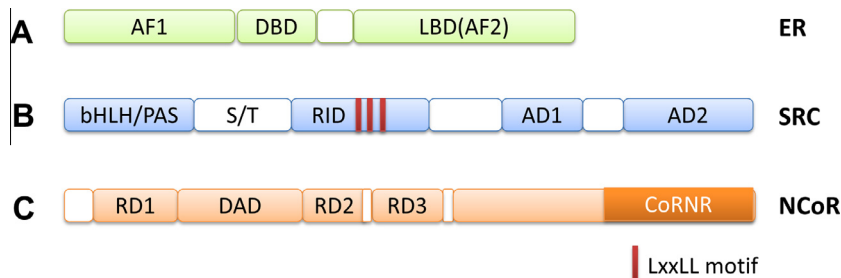 A AF1 DBD LBD(AF2) ER
B bHLH/PAS S/T RID AD1 AD2 SRC
C RD1 DAD RD2 RD3 CoRNR NCoR
LxxLL motif